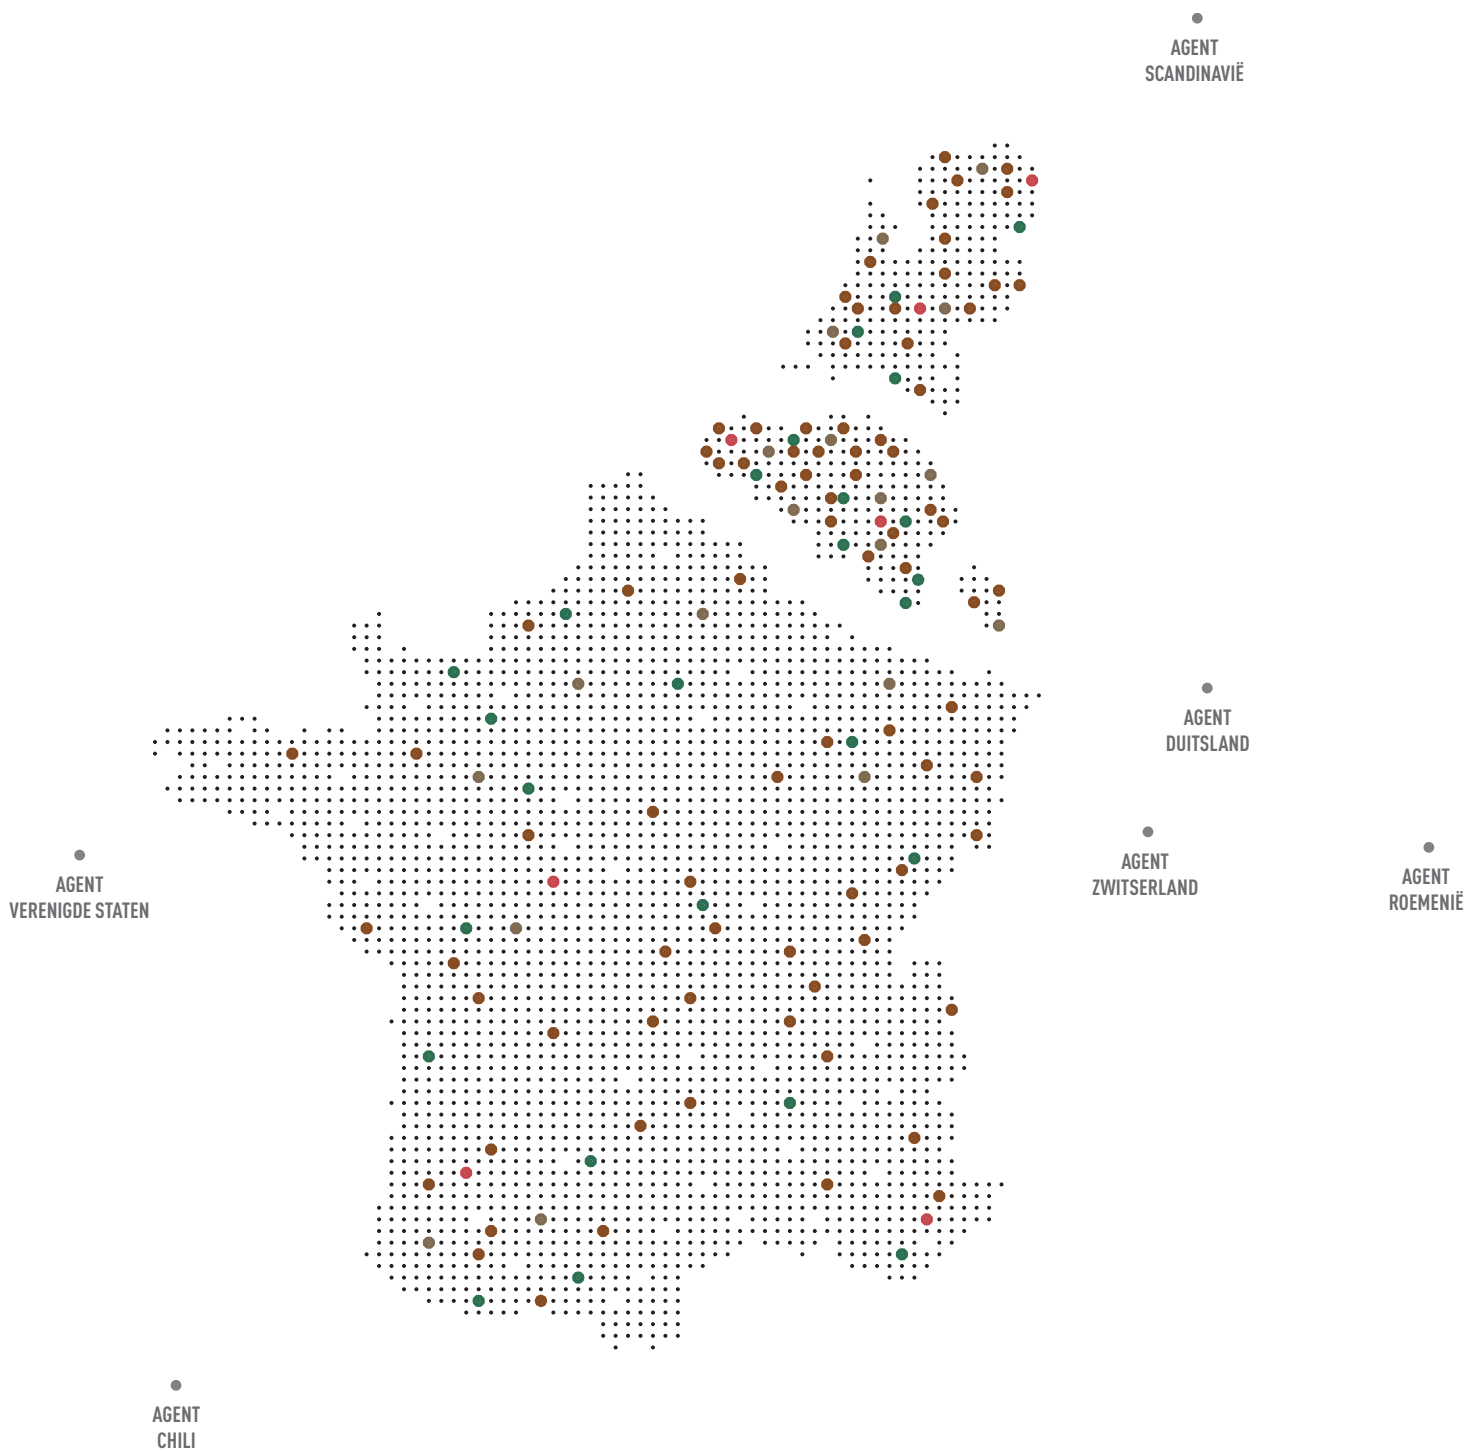 AGENT
SCANDINAVIË
AGENT
DUITSLAND
AGENT
ZWITSERLAND
AGENT
ROEMENIË
AGENT
VERENIGDE STATEN
AGENT
CHILI